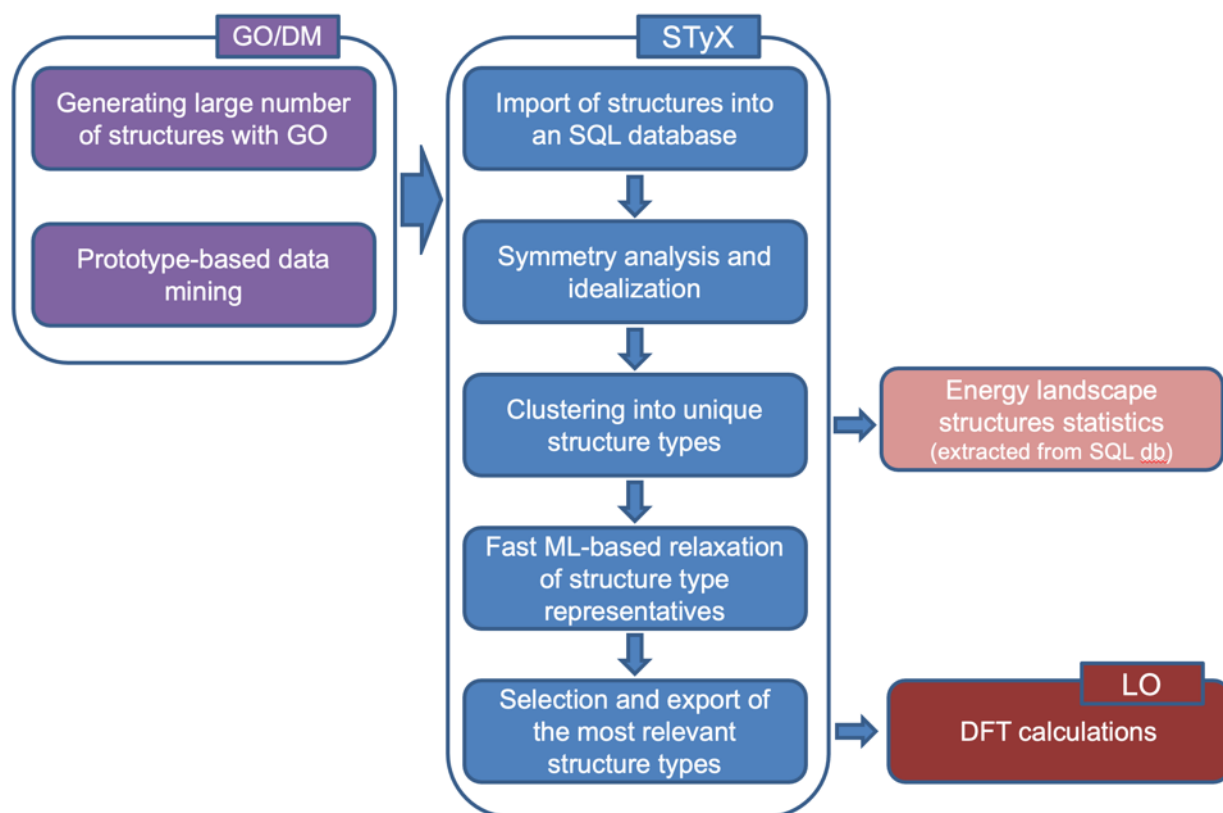 GO/DM
Generating large number
of structures with GO
Prototype-based data
mining
STyX
Import of structures into
an SQL database
Symmetry analysis and
idealization
Clustering into unique
structure types
Energy landscape
structures statistics
(extracted from SQL db)
Fast ML-based relaxation
of structure type
representatives
Selection and export of
the most relevant
structure types
LO
DFT calculations